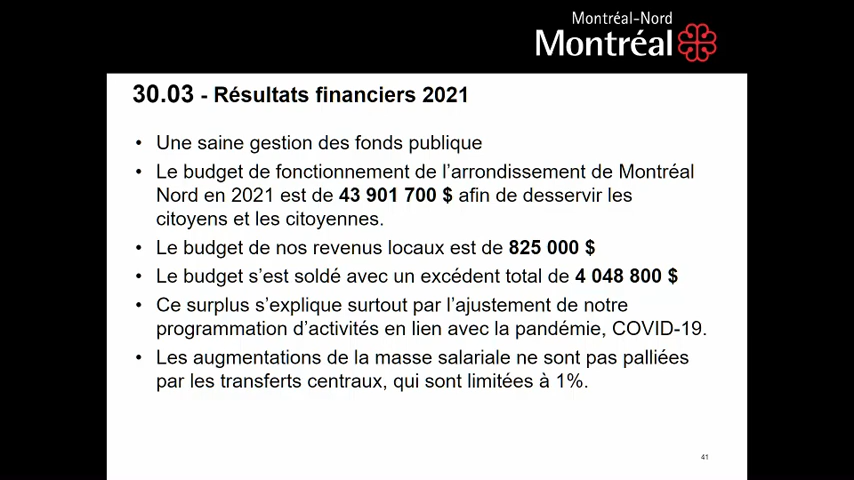 Montréal-Nord
Montréal
30.03 - Résultats financiers 2021
• Une saine gestion des fonds publique
• Le budget de fonctionnement de l'arrondissement de Montréal
Nord en 2021 est de 43 901 700 $ afin de desservir les
citoyens et les citoyennes.
• Le budget de nos revenus locaux est de 825 000 $
• Le budget s'est soldé avec un excédent total de 4 048 800 $
• Ce surplus s'explique surtout par l'ajustement de notre
programmation d'activités en lien avec la pandémie, COVID-19.
• Les augmentations de la masse salariale ne sont pas palliées
par les transferts centraux, qui sont limitées à 1%.
41